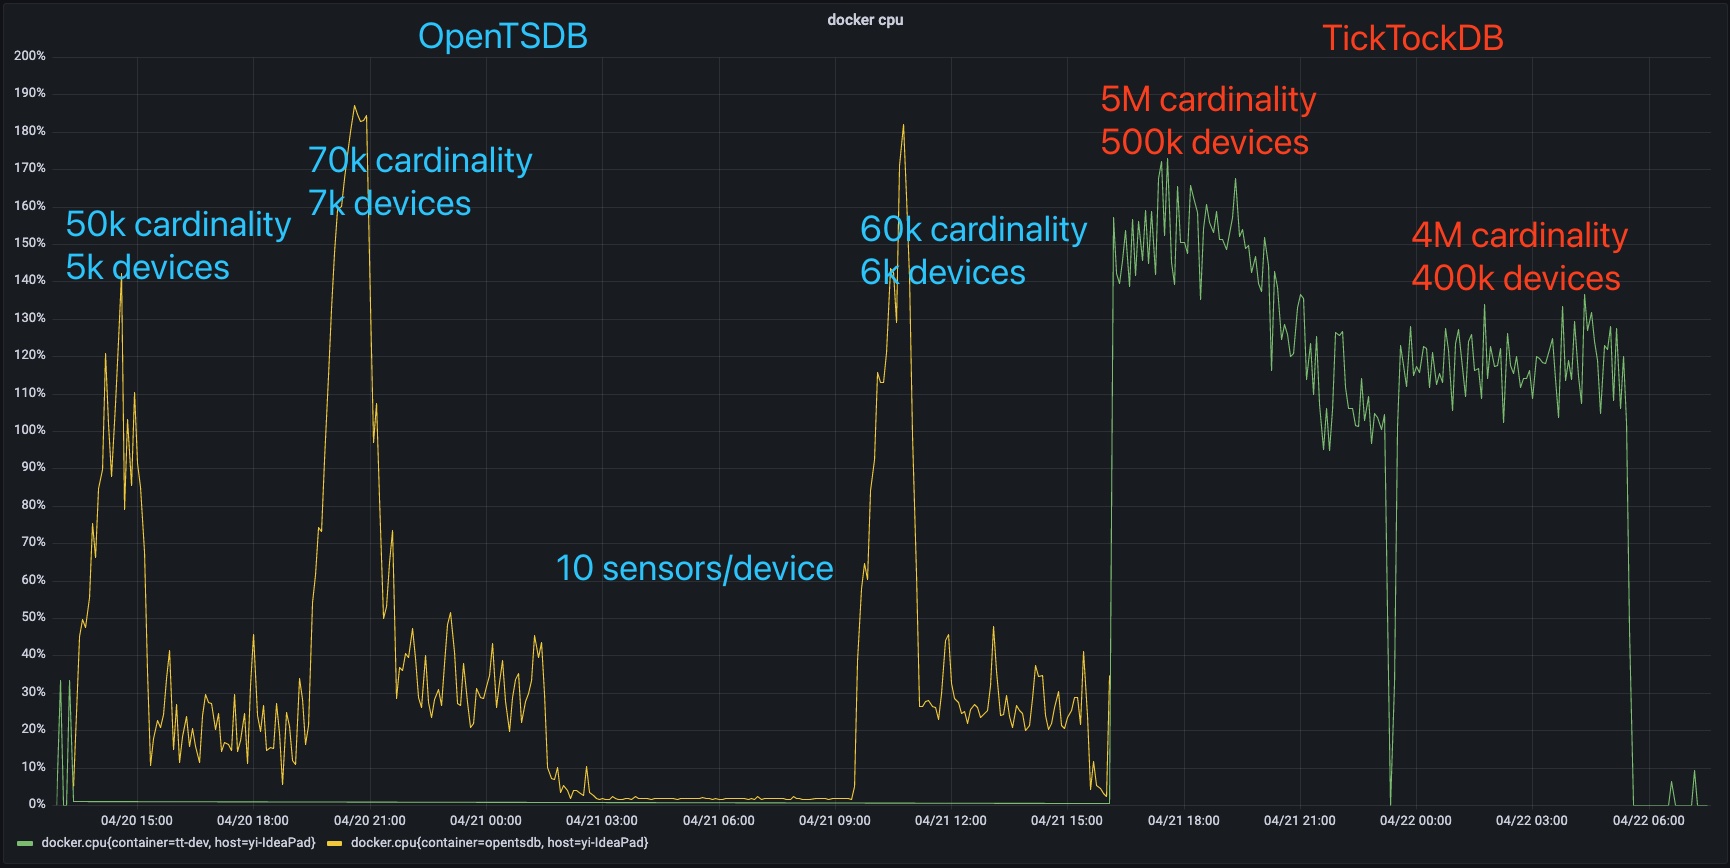 docker cpu
OpenTSDB
TickTockDB
200%
190%
180%
170%
160%
150%
140%
130%
120%
110%
100%
90%
80%
70%
60%
50%
40%
30%
20%
10%
0%
50k cardinality
5k devices
70k cardinality
7k devices
10 sensors/device
60k cardinality
6k devices
5M cardinality
500k devices
4M cardinality
400k devices
04/20 15:00
04/20 18:00
04/20 21:00
04/21 00:00
04/21 03:00
04/21 06:00
04/21 09:00
04/21 12:00
04/21 15:00
04/21 18:00
04/21 21:00
04/22 00:00
04/22 03:00
04/22 06:00
docker.cpu{container=tt-dev, host=yi-IdeaPad}
docker.cpu{container=opentsdb, host=yi-IdeaPad}